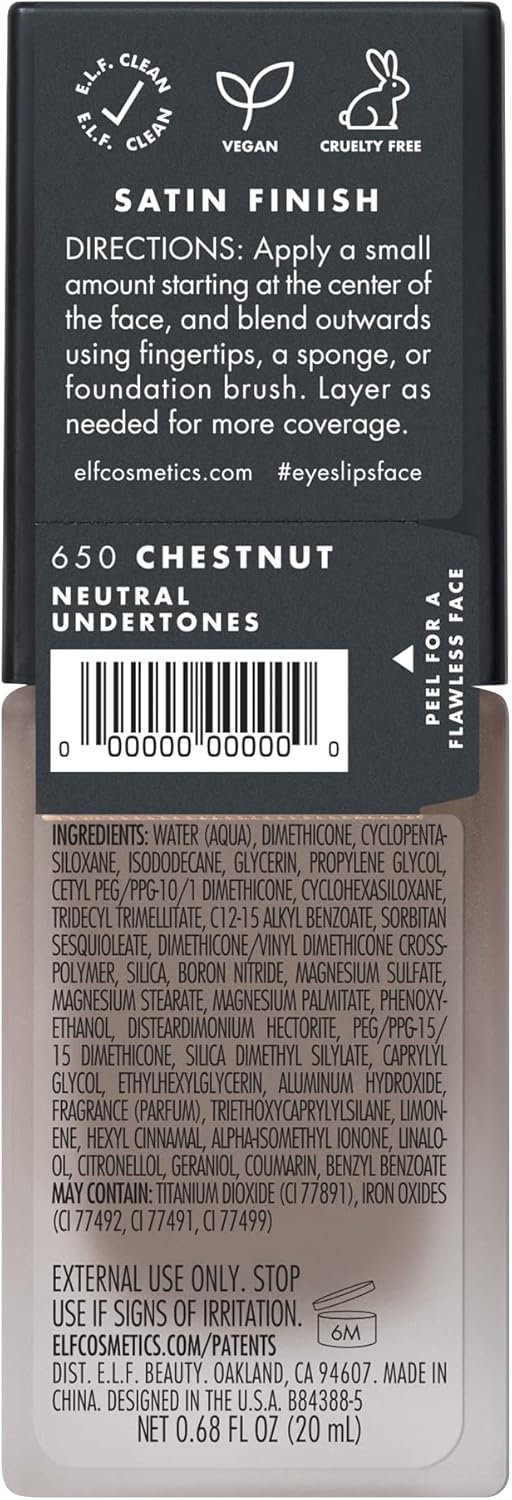 E.L.F. CLEAN
E.L.F. CLEAN
VEGAN
CRUELTY FREE
SATIN FINISH
DIRECTIONS: Apply a small
amount starting at the center of
the face, and blend outwards
using fingertips, a sponge, or
foundation brush. Layer as
needed for more coverage.
elfcosmetics.com #eyeslipsface
650 CHESTNUT
NEUTRAL
UNDERTONES
PEEL FOR A
FLAWLESS FACE
0 00000 00000 0
INGREDIENTS: WATER (AQUA), DIMETHICONE, CYCLOPENTA-
SILOXANE, ISODODECANE, GLYCERIN, PROPYLENE GLYCOL,
CETYL PEG/PPG-10/1 DIMETHICONE, CYCLOHEXASILOXANE,
TRIDECYL TRIMELLITATE, C12-15 ALKYL BENZOATE, SORBITAN
SESQUIOLEATE, DIMETHICONE/VINYL DIMETHICONE CROSS-
POLYMER, SILICA, BORON NITRIDE, MAGNESIUM SULFATE,
MAGNESIUM STEARATE, MAGNESIUM PALMITATE, PHENOXY-
ETHANOL, DISTEARDIMONIUM HECTORITE, PEG/PPG-15/
15 DIMETHICONE, SILICA DIMETHYL SILYLATE, CAPRYLYL
GLYCOL, ETHYLHEXYLGLYCERIN, ALUMINUM HYDROXIDE,
FRAGRANCE (PARFUM), TRIETHOXYCAPRYLYLSILANE, LIMON-
ENE, HEXYL CINNAMAL, ALPHA-ISOMETHYL IONONE, LINALO-
OL, CITRONELLOL, GERANIOL, COUMARIN, BENZYL BENZOATE
MAY CONTAIN: TITANIUM DIOXIDE (CI 77891), IRON OXIDES
(CI 77492, CI 77491, CI 77499)
EXTERNAL USE ONLY. STOP
USE IF SIGNS OF IRRITATION.
6M
ELFCOSMETICS.COM/PATENTS
DIST. E.L.F. BEAUTY. OAKLAND, CA 94607. MADE IN
CHINA. DESIGNED IN THE U.S.A. B84388-5
NET 0.68 FL OZ (20 mL)